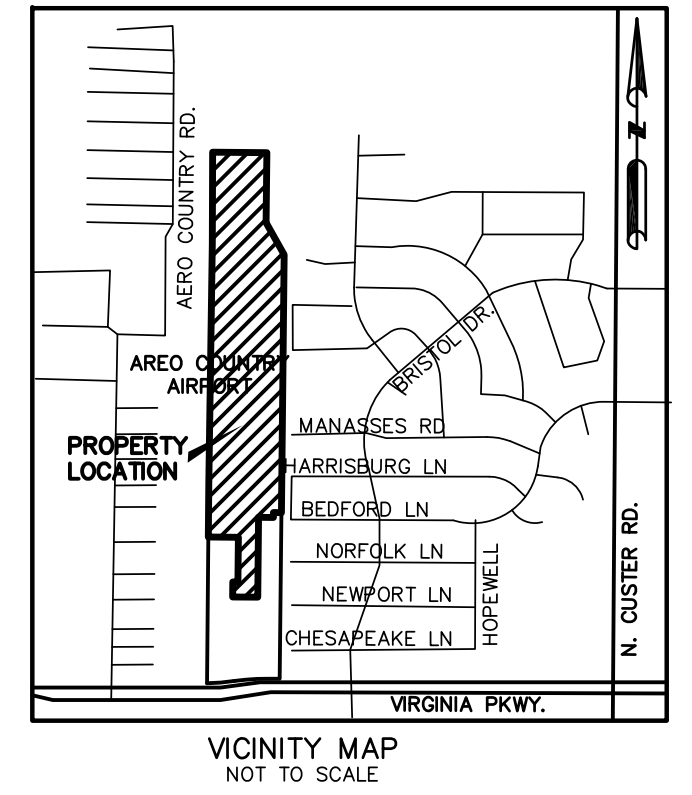 N
AERO COUNTRY RD.
BRISTOL DR.
AREO COUNTRY
AIRPORT
PROPERTY
LOCATION
MANASSES RD
HARRISBURG LN
BEDFORD LN
NORFOLK LN
NEWPORT LN
CHESAPEAKE LN
HOPEWELL
N. CUSTER RD.
VIRGINIA PKWY.
VICINITY MAP
NOT TO SCALE